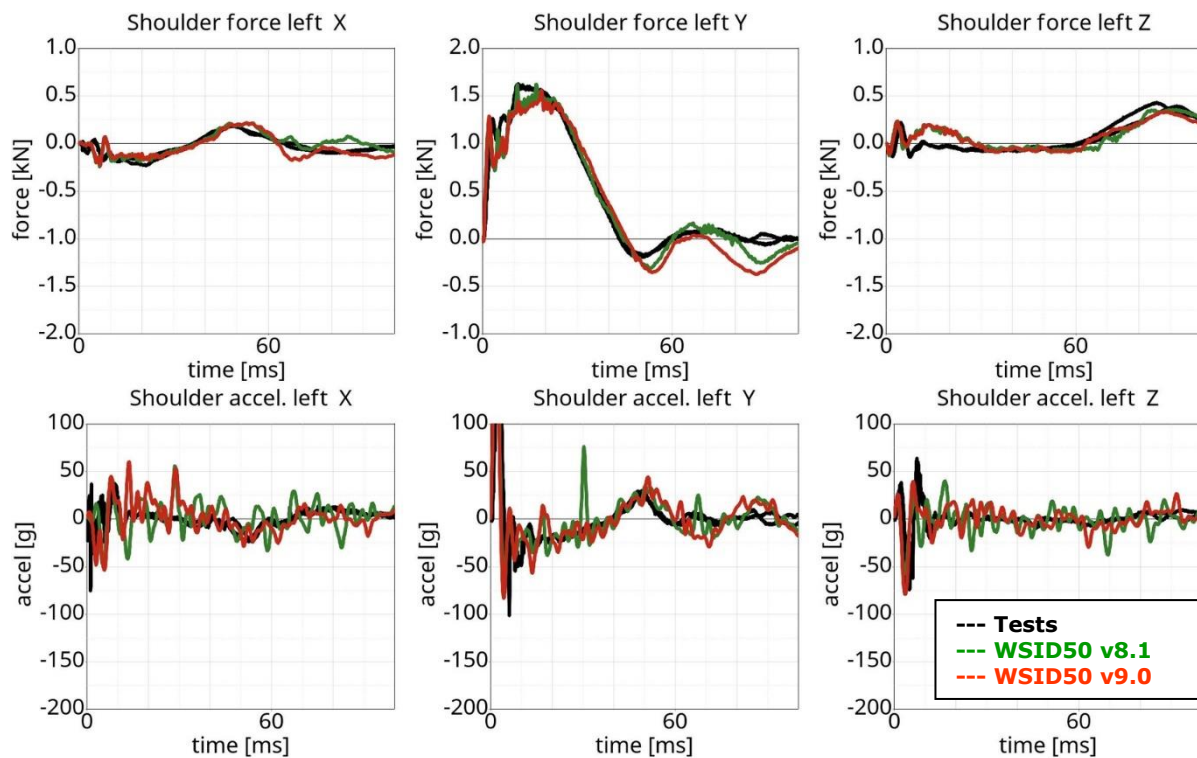 Shoulder force left X
1.0
0.5
0.0
-0.5
-1.0
-1.5
-2.0
force [kN]
0
60
time [ms]
Shoulder force left Y
2.0
1.5
1.0
0.5
0.0
-0.5
-1.0
force [kN]
0
60
time [ms]
Shoulder force left Z
1.0
0.5
0.0
-0.5
-1.0
-1.5
-2.0
force [kN]
0
60
time [ms]
Shoulder accel. left X
100
50
0
-50
-100
-150
-200
accel [g]
0
60
time [ms]
Shoulder accel. left Y
100
50
0
-50
-100
-150
-200
accel [g]
0
60
time [ms]
Shoulder accel. left Z
100
50
0
-50
-100
-150
-200
accel [g]
0
60
time [ms]
--- Tests
--- WSID50 v8.1
--- WSID50 v9.0